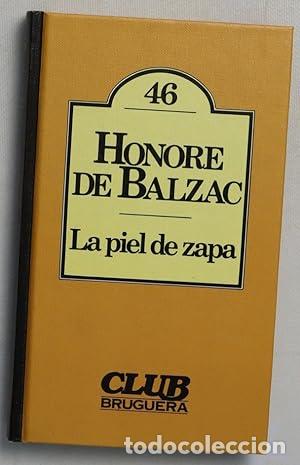 46
HONORE
DE BALZAC
La piel de zapa
CLUB
BRUGUERA
todocoleccion